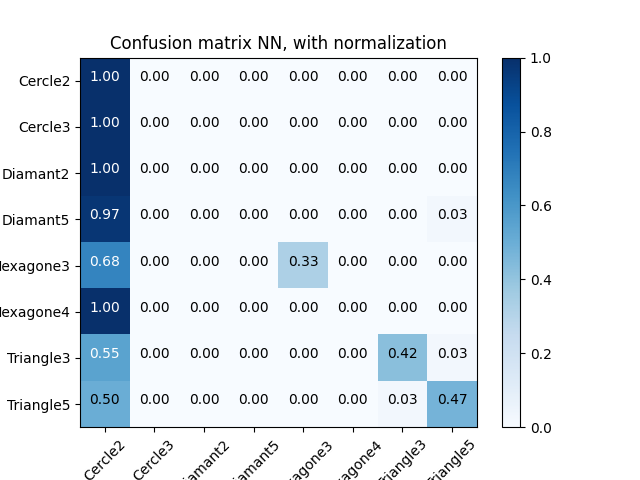 Confusion matrix NN, with normalization
Cercle2 1.00 0.00 0.00 0.00 0.00 0.00 0.00 0.00
Cercle3 1.00 0.00 0.00 0.00 0.00 0.00 0.00 0.00
Diamant2 1.00 0.00 0.00 0.00 0.00 0.00 0.00 0.00
Diamant5 0.97 0.00 0.00 0.00 0.00 0.00 0.00 0.03
lexagone3 0.68 0.00 0.00 0.00 0.33 0.00 0.00 0.00
lexagone4 1.00 0.00 0.00 0.00 0.00 0.00 0.00 0.00
Triangle3 0.55 0.00 0.00 0.00 0.00 0.00 0.42 0.03
Triangle5 0.50 0.00 0.00 0.00 0.00 0.00 0.03 0.47
Cercle2 Cercle3 iamant2 iamant5 xagone3 xagone4 Triangle3 Triangle5
1.0
0.8
0.6
0.4
0.2
0.0